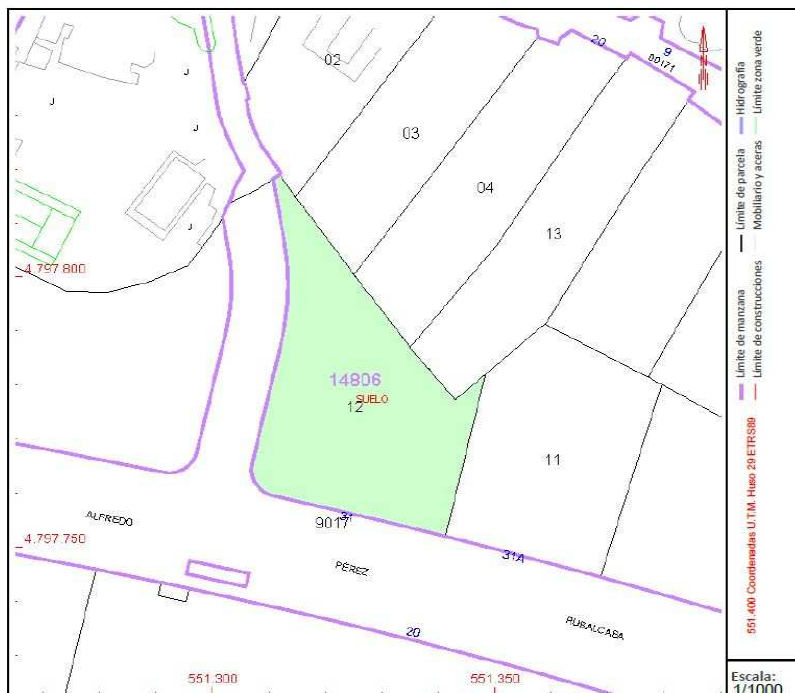 02
20
9
00171
03
J
J
04
J
13
4.797.800
14806
SUELO
12
11
ALFREDO
31
9017
4.797.750
PÉREZ
31A
RUBALCABA
20
551.300
551.350
Hidrografía
Límite zona verde
Límite de parcela
Mobiliario y aceras
Límite de manzana
Límite de construcciones
551.400 Coordenadas U.T.M. Huso 29 ETRS89
Escala:
1/1000